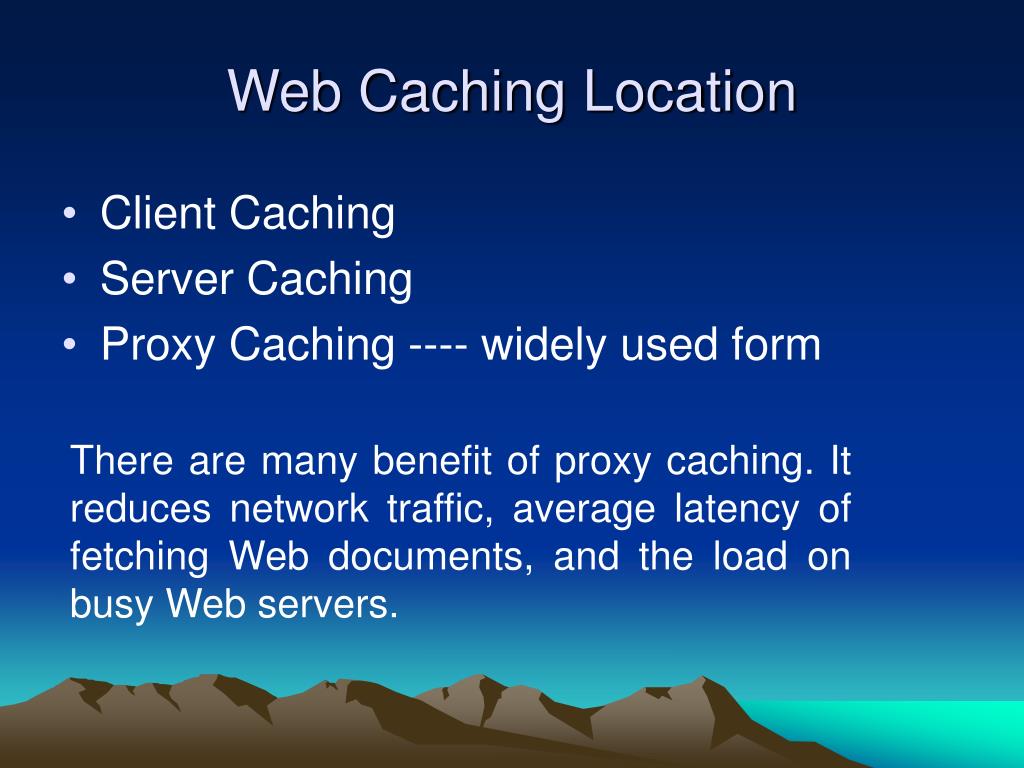 Web Caching Location
• Client Caching
• Server Caching
• Proxy Caching ---- widely used form
There are many benefit of proxy caching. It
reduces network traffic, average latency of
fetching Web documents, and the load on
busy Web servers.